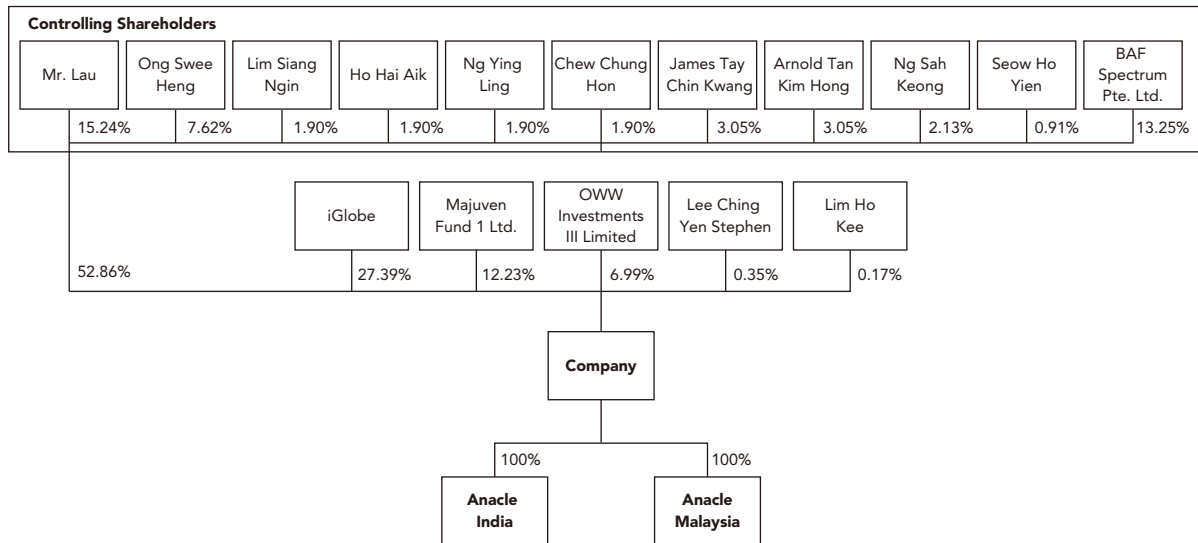 Controlling Shareholders
Mr. Lau
Ong Swee
Heng
Lim Siang
Ngin
Ho Hai Aik
Ng Ying
Ling
Chew Chung
Hon
James Tay
Chin Kwang
Arnold Tan
Kim Hong
Ng Sah
Keong
Seow Ho
Yien
BAF
Spectrum
Pte. Ltd.
15.24%
7.62%
1.90%
1.90%
1.90%
1.90%
3.05%
3.05%
2.13%
0.91%
13.25%
iGlobe
Majuven
Fund 1 Ltd.
OWW
Investments
III Limited
Lee Ching
Yen Stephen
Lim Ho
Kee
52.86%
27.39%
12.23%
6.99%
0.35%
0.17%
Company
100%
100%
Anacle
India
Anacle
Malaysia